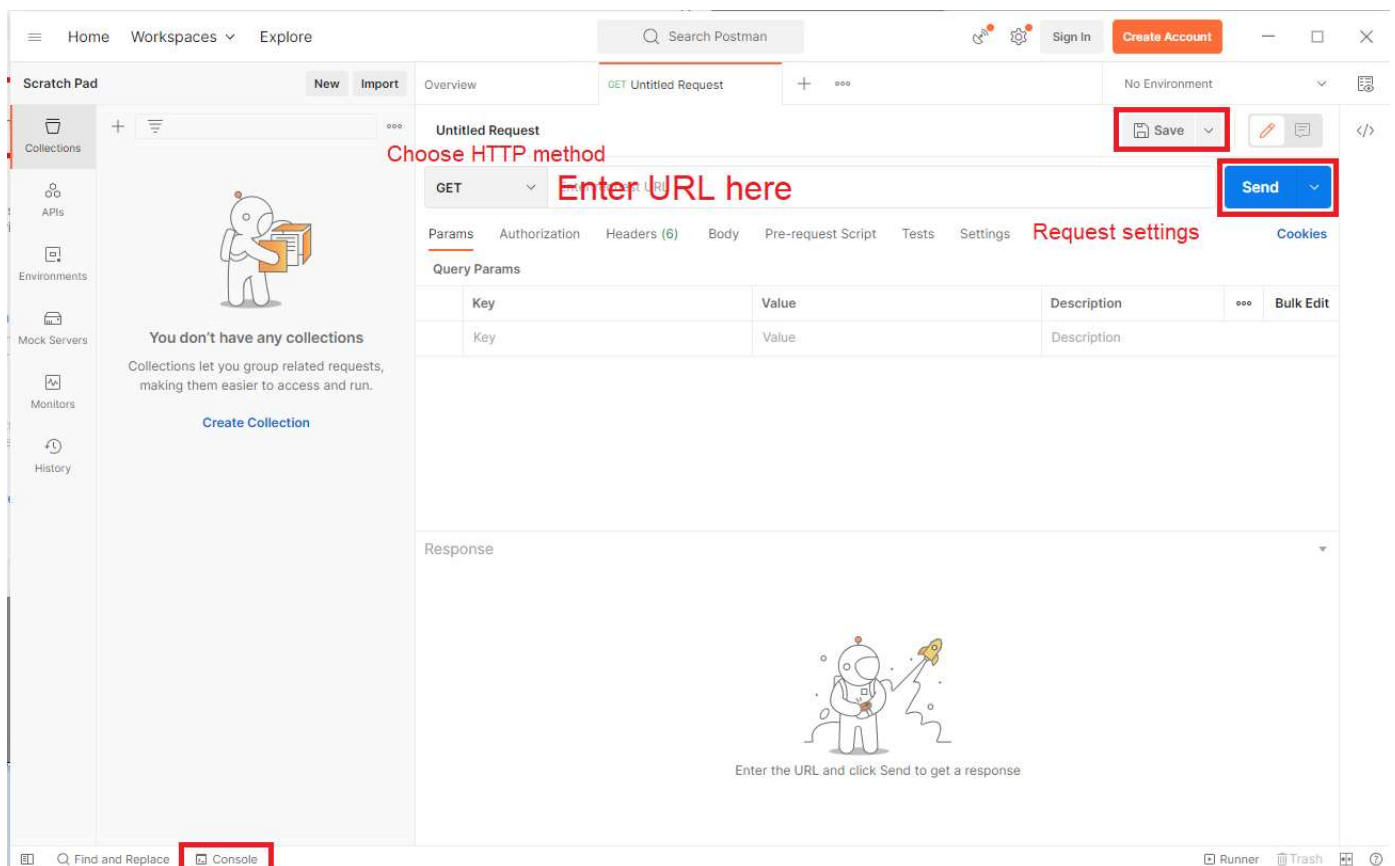 Home Workspaces Explore Search Postman Sign In Create Account
Scratch Pad New Import Overview GET Untitled Request No Environment
Collections
APIs
Environments
Mock Servers
Monitors
History
You don't have any collections
Collections let you group related requests,
making them easier to access and run.
Create Collection
Untitled Request Save
Choose HTTP method
GET Enter URL here Send
Params Authorization Headers (6) Body Pre-request Script Tests Settings Request settings Cookies
Query Params
Key Value Description Bulk Edit
Key Value Description
Response
Enter the URL and click Send to get a response
Find and Replace Console Runner Trash